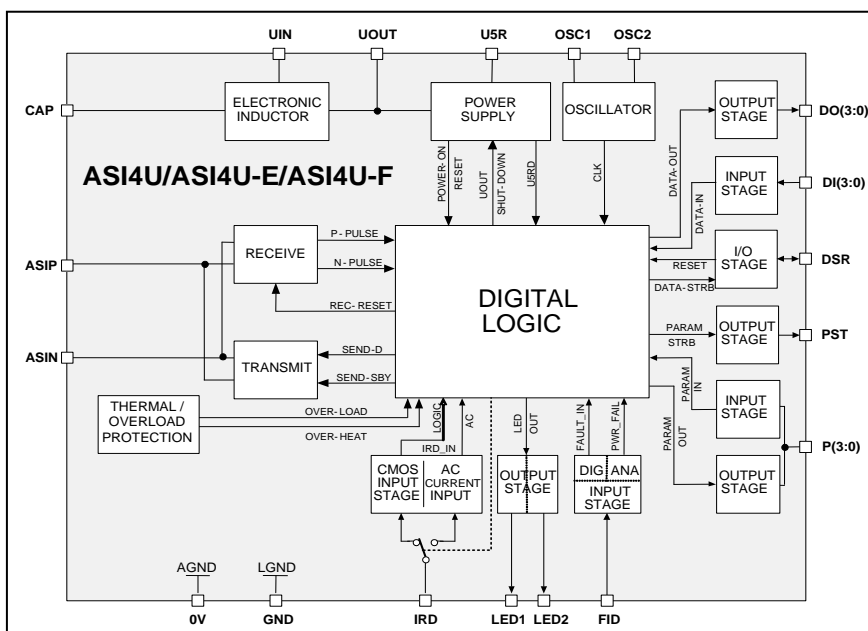 UIN
UOUT
U5R
OSC1
OSC2
CAP
ELECTRONIC
INDUCTOR
POWER
SUPPLY
OSCILLATOR
OUTPUT
STAGE
DO(3:0)
ASI4U/ASI4U-E/ASI4U-F
POWER-ON
RESET
UOUT
SHUT-DOWN
U5RD
CLK
DATA-OUT
DATA-IN
INPUT
STAGE
DI(3:0)
ASIP
RECEIVE
P-PULSE
N-PULSE
REC-RESET
DIGITAL
LOGIC
RESET
DATA-STRB
I/O
STAGE
DSR
ASIN
TRANSMIT
SEND-D
SEND-SBY
PARAM
STRB
OUTPUT
STAGE
PST
THERMAL /
OVERLOAD
PROTECTION
OVER-LOAD
OVER-HEAT
LOGIC
IRD_IN
AC
LED
OUT
FAULT_IN
PWR_FAIL
PARAM
IN
PARAM
OUT
INPUT
STAGE
P(3:0)
OUTPUT
STAGE
CMOS
INPUT
STAGE
AC
CURRENT
INPUT
OUTPUT
STAGE
DIG
ANA
INPUT
STAGE
AGND
LGND
0V
GND
IRD
LED1
LED2
FID